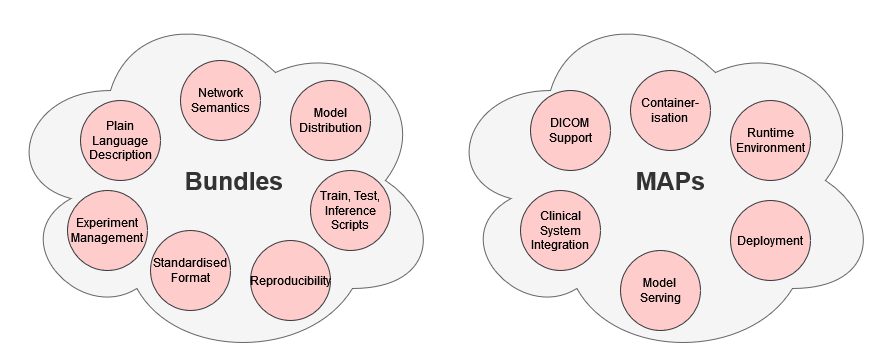 Network
Semantics
Model
Distribution
Plain
Language
Description
Bundles
Train, Test,
Inference
Scripts
Experiment
Management
Standardised
Format
Reproducibility
Container-
isation
DICOM
Support
Runtime
Environment
MAPs
Clinical
System
Integration
Deployment
Model
Serving